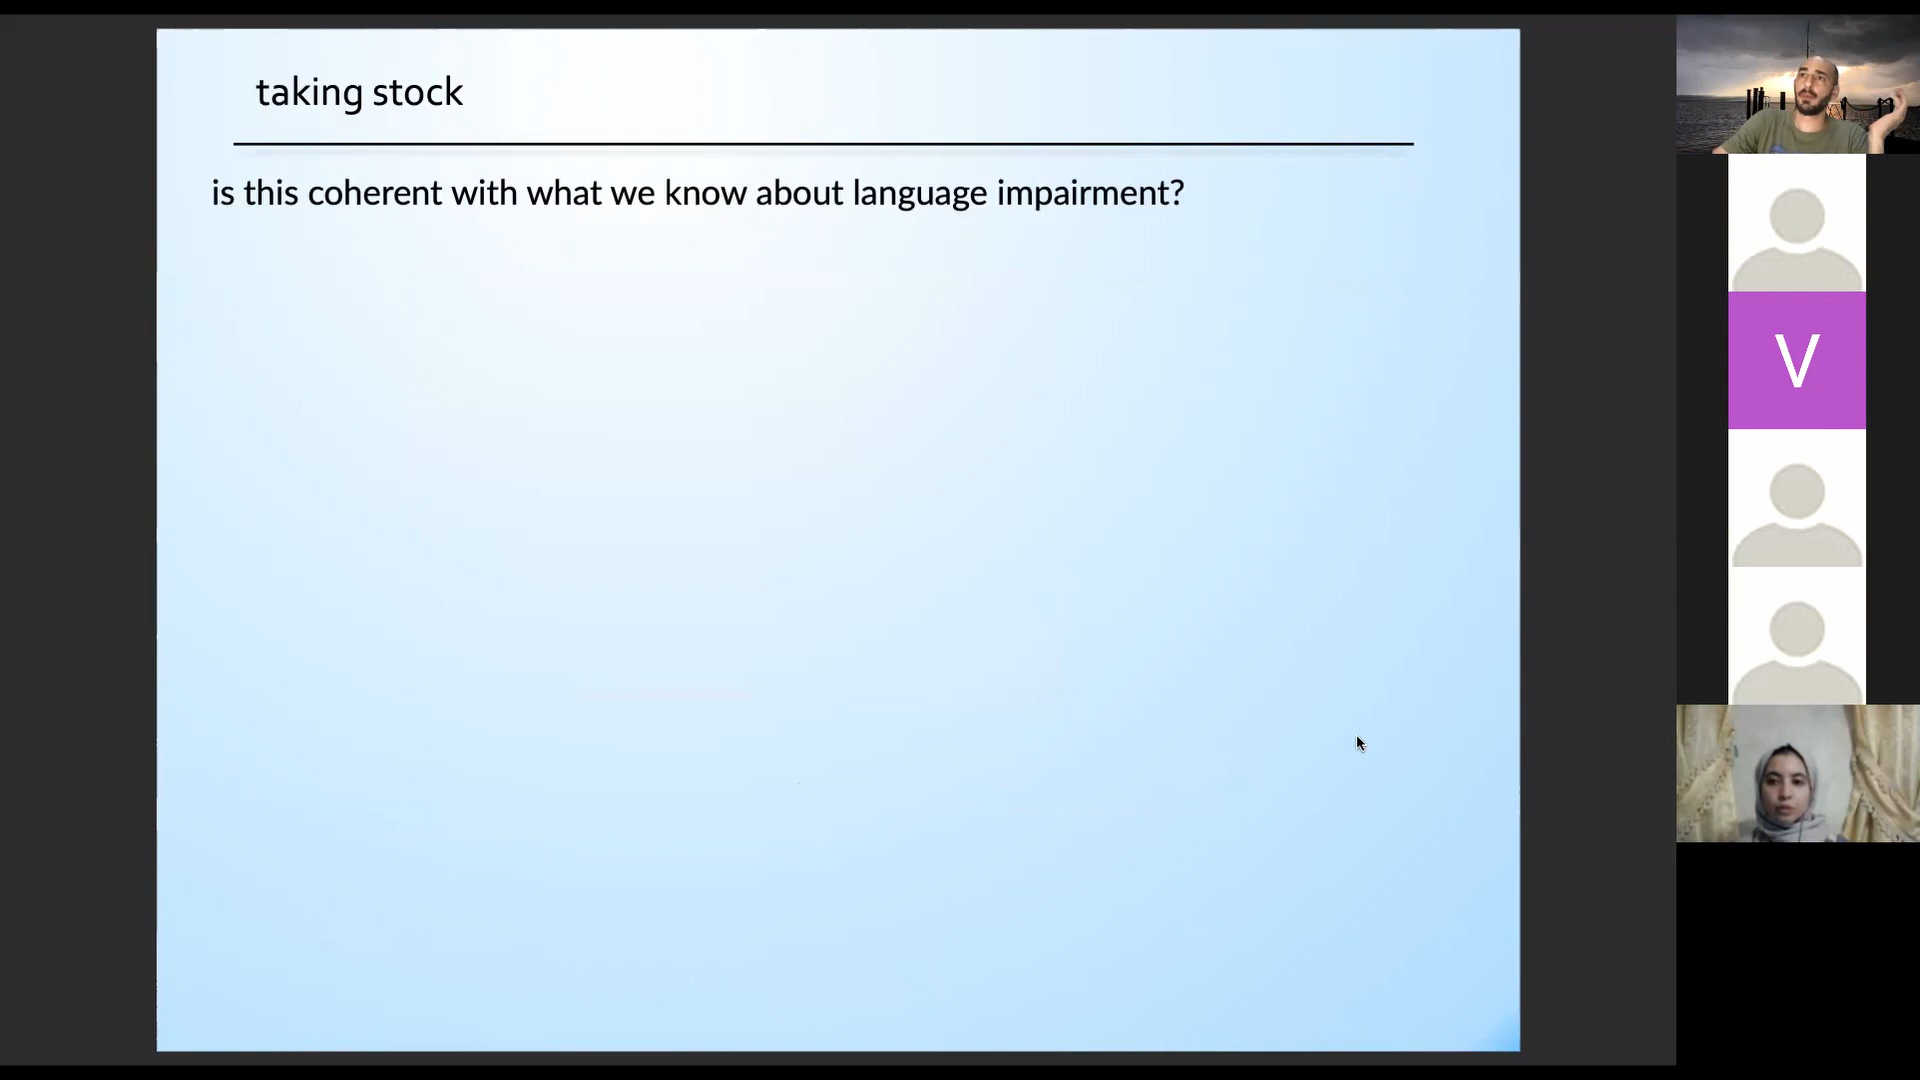 taking stock
is this coherent with what we know about language impairment?
V